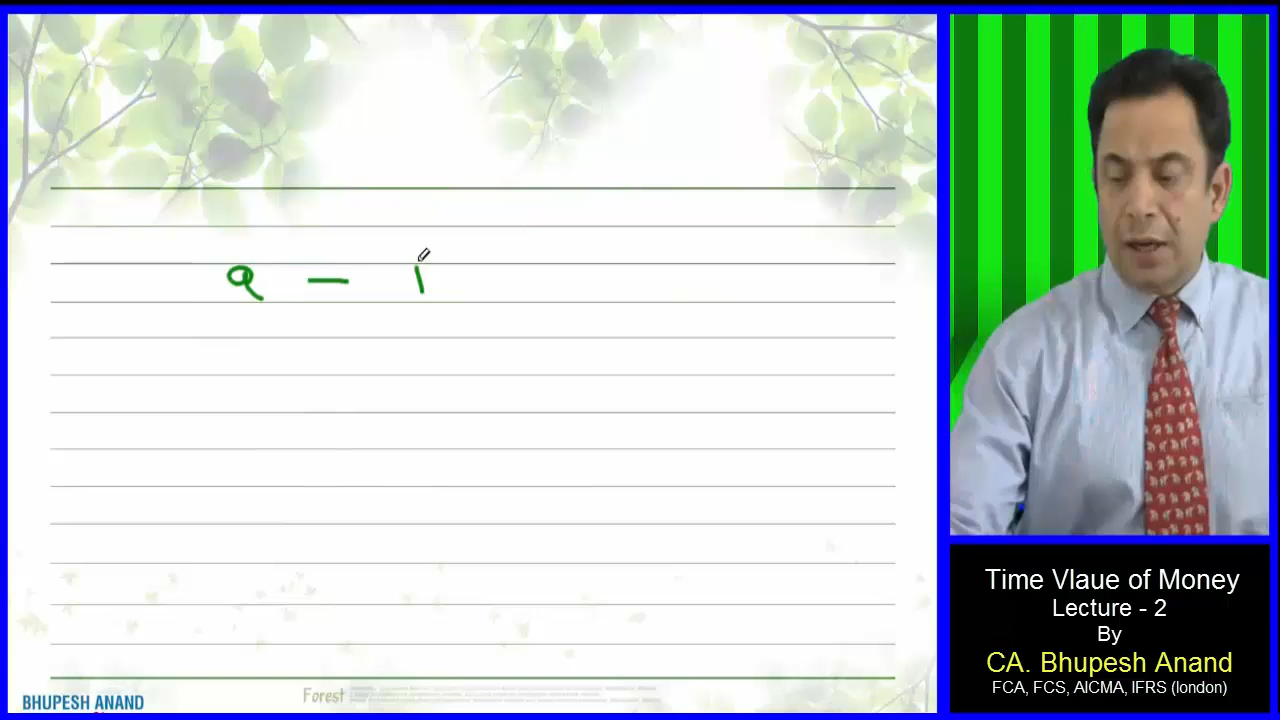 a - 1
Time Vlaue of Money
Lecture - 2
By
CA. Bhupesh Anand
FCA, FCS, AICMA, IFRS (london)
BHUPESH ANAND
Forest